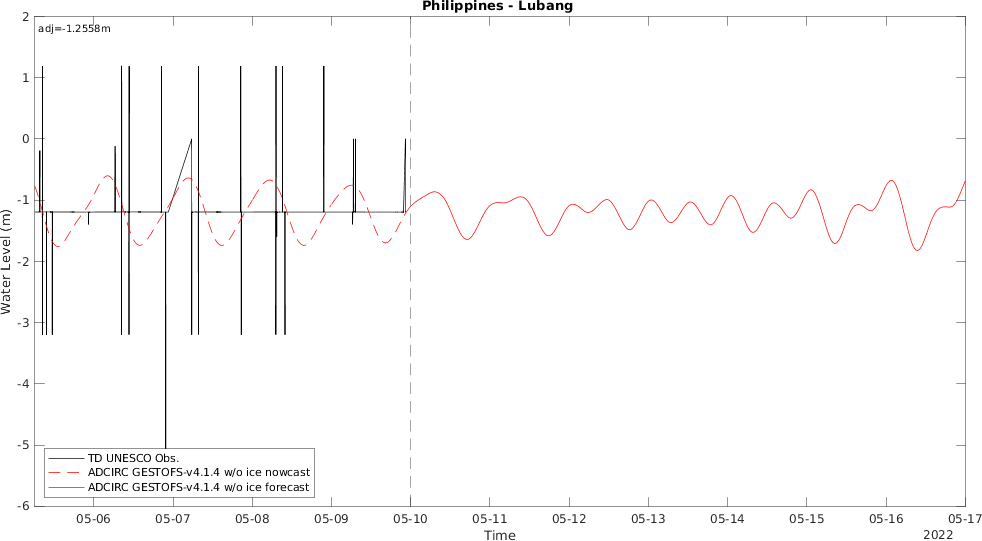 Philippines - Lubang
adj=-1.2558m
2
1
0
-1
-2
-3
-4
-5
-6
Water Level (m)
TD UNESCO Obs.
ADCIRC GESTOFS-v4.1.4 w/o ice nowcast
ADCIRC GESTOFS-v4.1.4 w/o ice forecast
05-06 05-07 05-08 05-09 05-10 05-11 05-12 05-13 05-14 05-15 05-16 05-17
Time
2022